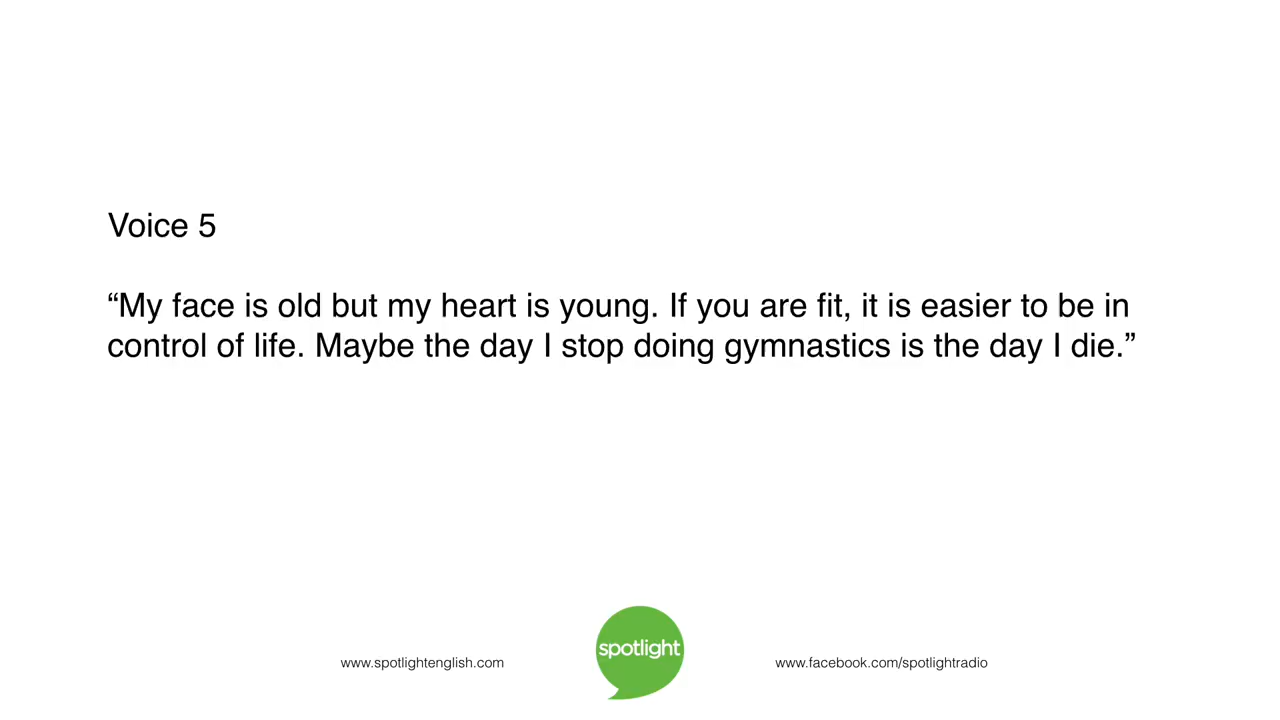 Voice 5
“My face is old but my heart is young. If you are fit, it is easier to be in
control of life. Maybe the day I stop doing gymnastics is the day I die.”
spotlight
www.spotlightenglish.com
www.facebook.com/spotlightradio